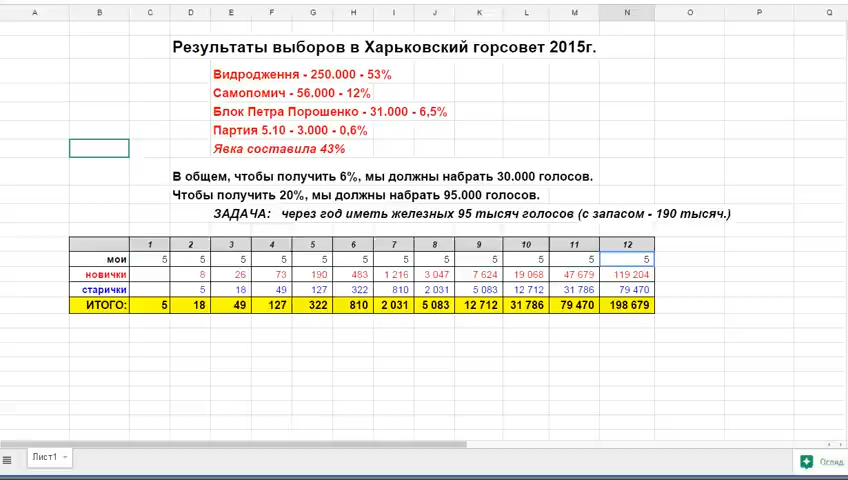 A B C D E F G H I J K L M N O P Q
Результаты выборов в Харьковский горсовет 2015г.
Видродження - 250.000 - 53%
Самопомич - 56.000 - 12%
Блок Петра Порошенко - 31.000 - 6,5%
Партия 5.10 - 3.000 - 0,6%
Явка составила 43%
В общем, чтобы получить 6%, мы должны набрать 30.000 голосов.
Чтобы получить 20%, мы должны набрать 95.000 голосов.
ЗАДАЧА: через год иметь железных 95 тысяч голосов (с запасом - 190 тысяч.)
1 2 3 4 5 6 7 8 9 10 11 12
мои 5 5 5 5 5 5 5 5 5 5 5 5
новички 8 26 73 190 483 1 216 3 047 7 624 19 068 47 679 119 204
старички 5 18 49 127 322 810 2 031 5 083 12 712 31 786 79 470
ИТОГО: 5 18 49 127 322 810 2 031 5 083 12 712 31 786 79 470 198 679
Лист1
Огляд